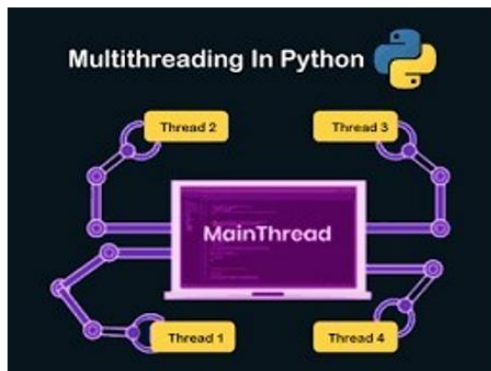 Multithreading In Python
Thread 2
Thread 3
MainThread
Thread 1
Thread 4